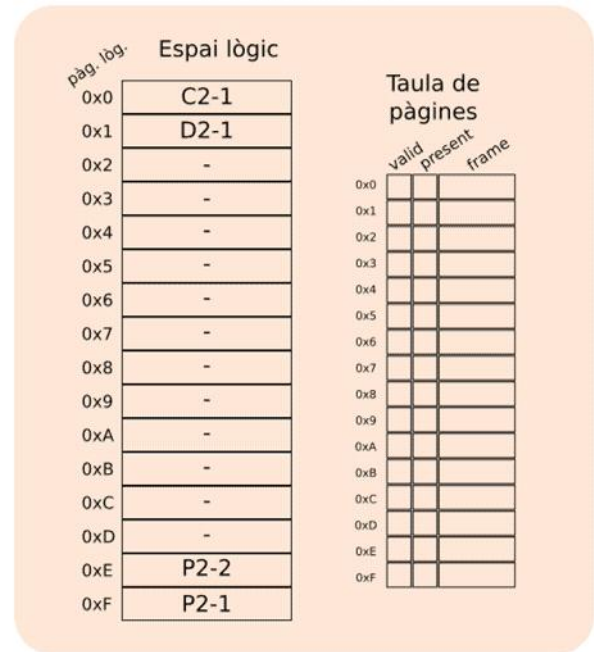 Espai lògic
pàg. lòg.
0x0 C2-1
0x1 D2-1
0x2 -
0x3 -
0x4 -
0x5 -
0x6 -
0x7 -
0x8 -
0x9 -
0xA -
0xB -
0xC -
0xD -
0xE P2-2
0xF P2-1
Taula de
pàgines
valid present frame
0x0
0x1
0x2
0x3
0x4
0x5
0x6
0x7
0x8
0x9
0xA
0xB
0xC
0xD
0xE
0xF